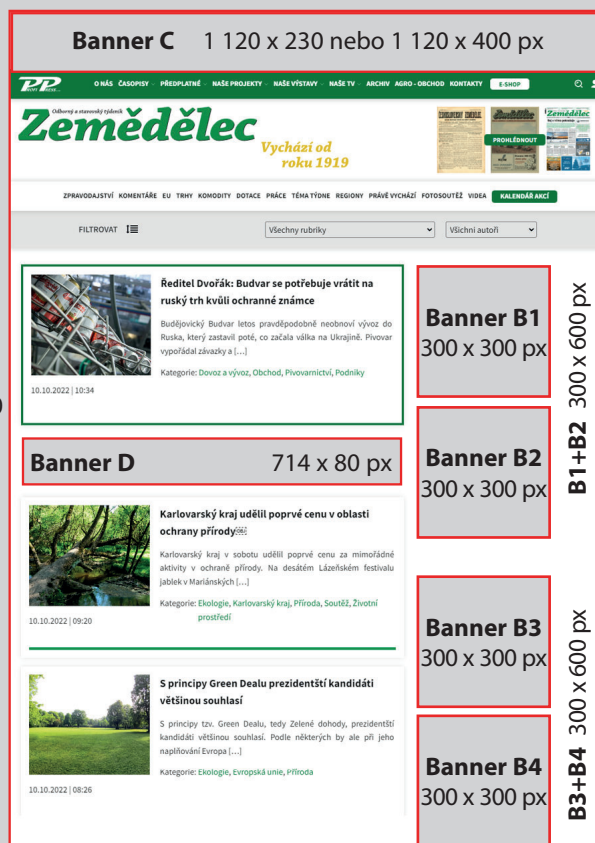 Banner C 1 120 x 230 nebo 1 120 x 400 px
PP
PROFI PRESS
O NÁS ČASOPISY PŘEDPLATNÉ NAŠE PROJEKTY NAŠE VÝSTAVY NAŠE TV ARCHIV AGRO - OBCHOD KONTAKTY E-SHOP
Odborný a stavovský týdeník
Zemědělec
Vychází od
roku 1919
PROHLÉDNOUT
Zemědělec
ZPRAVODAJSTVÍ KOMENTÁŘE EU TRHY KOMODITY DOTACE PRÁCE TÉMA TÝDNE REGIONY PRÁVĚ VYCHÁZÍ FOTOSOUTĚŽ VIDEA KALENDÁŘ AKCÍ
FILTROVAT Všechny rubriky Všichni autoři
Ředitel Dvořák: Budvar se potřebuje vrátit na
ruský trh kvůli ochranné známce
Budějovický Budvar letos pravděpodobně neobnoví vývoz do
Ruska, který zastavil poté, co začala válka na Ukrajině. Pivovar
vypořádal závazky a […]
Kategorie: Dovoz a vývoz, Obchod, Pivovarnictví, Podniky
10.10.2022 | 10:34
Banner B1
300 x 300 px
Banner B2
300 x 300 px
B1+B2 300 x 600 px
Banner D 714 x 80 px
Karlovarský kraj udělil poprvé cenu v oblasti
ochrany přírody
Karlovarský kraj v sobotu udělil poprvé cenu za mimořádné
aktivity v ochraně přírody. Na desátém Lázeňském festivalu
jablek v Mariánských […]
Kategorie: Ekologie, Karlovarský kraj, Příroda, Soutěž, Životní
prostředí
10.10.2022 | 09:20
Banner B3
300 x 300 px
Banner B4
300 x 300 px
B3+B4 300 x 600 px
S principy Green Dealu prezidentští kandidáti
většinou souhlasí
S principy tzv. Green Dealu, tedy Zelené dohody, prezidentští
kandidáti většinou souhlasí. Podle některých by ale při jeho
naplňování Evropa […]
Kategorie: Ekologie, Evropská unie, Příroda
10.10.2022 | 08:26